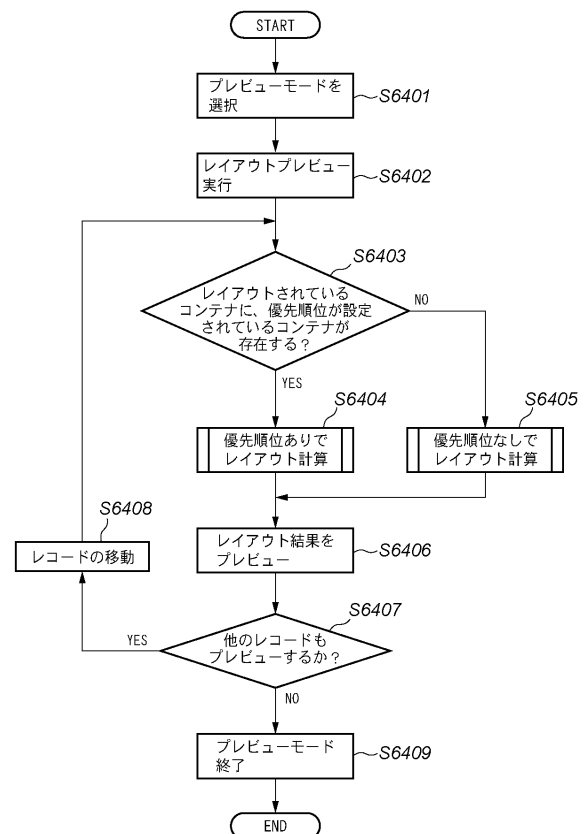 START
プレビューモードを
選択
S6401
レイアウトプレビュー
実行
S6402
S6403
レイアウトされている
コンテナに、優先順位が設定
されているコンテナが
存在する？
NO
YES
S6404
S6405
優先順位ありで
レイアウト計算
優先順位なしで
レイアウト計算
S6408
レコードの移動
レイアウト結果を
プレビュー
S6406
S6407
YES
他のレコードも
プレビューするか？
NO
プレビューモード
終了
S6409
END